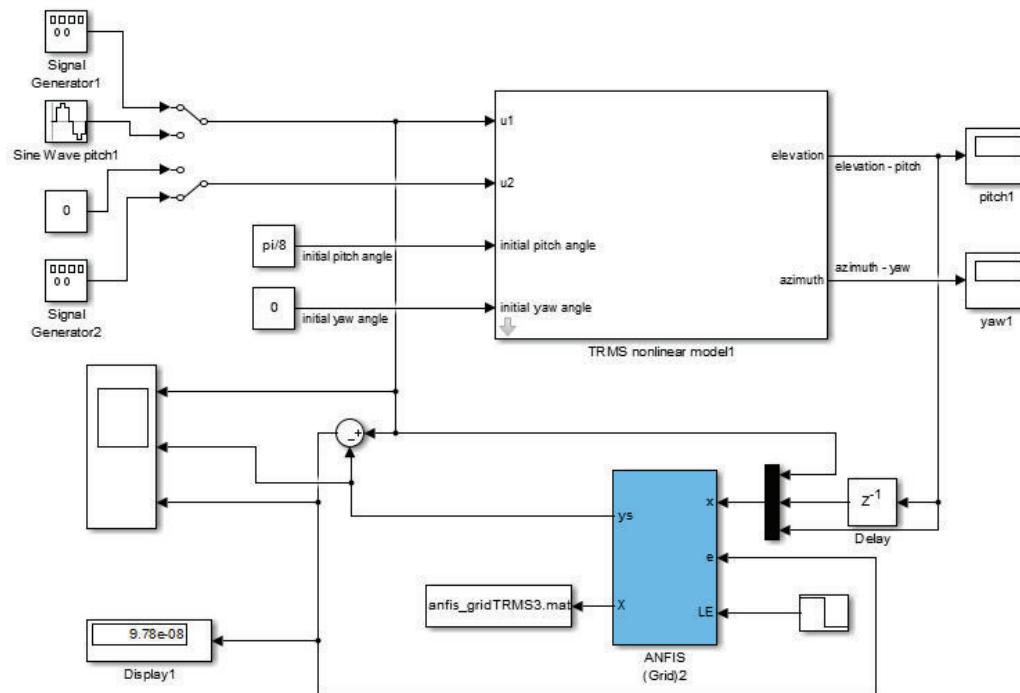 Signal
Generator1
Sine Wave pitch1
0
Signal
Generator2
pi/8
initial pitch angle
0
initial yaw angle
u1
u2
initial pitch angle
initial yaw angle
elevation
azimuth
TRMS nonlinear model1
elevation - pitch
azimuth - yaw
pitch1
yaw1
9.78e-08
Display1
anfis_gridTRMS3.mat
ys
X
x
e
LE
ANFIS
(Grid)2
Z-1
Delay